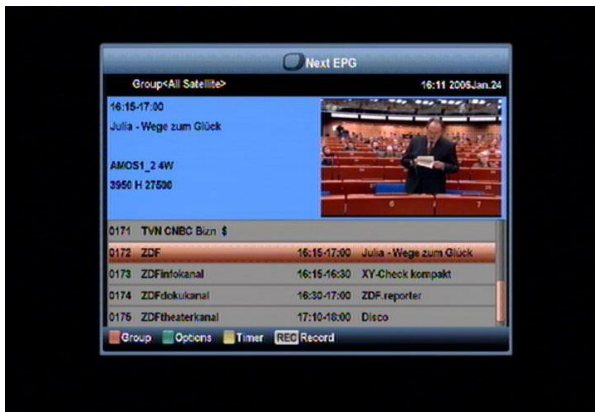 Next EPG
Group<All Satellite> 16:11 2006Jan.24
16:15-17:00
Julia - Wege zum Glück
AMOS1_2 4W
3950 H 27500
6 7
0171 TVN CNBC Bizn $
0172 ZDF 16:15-17:00 Julia - Wege zum Glück
0173 ZDFinfokanal 16:15-16:30 XY-Check kompakt
0174 ZDFdokukanal 16:30-17:00 ZDF.reporter
0175 ZDFtheaterkanal 17:10-18:00 Disco
Group Options Timer REC Record